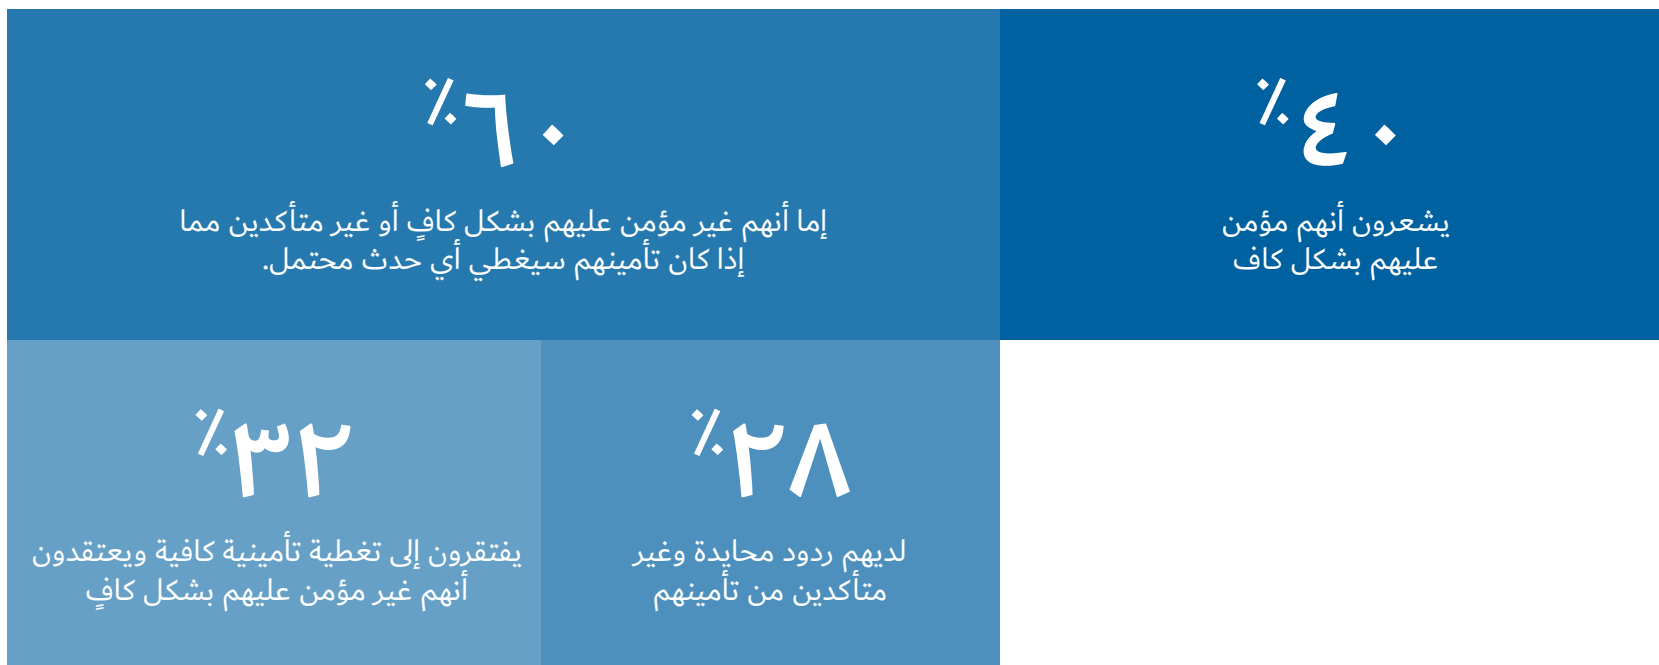 ٤٠٪
يشعرون أنهم مؤمن
عليهم بشكل كاف
٦٠٪
إما أنهم غير مؤمن عليهم بشكل كافٍ أو غير متأكدين مما
إذا كان تأمينهم سيغطي أي حدث محتمل.
٢٨٪
لديهم ردود محايدة وغير
متأكدين من تأمينهم
٣٢٪
يفتقرون إلى تغطية تأمينية كافية ويعتقدون
أنهم غير مؤمن عليهم بشكل كافٍ